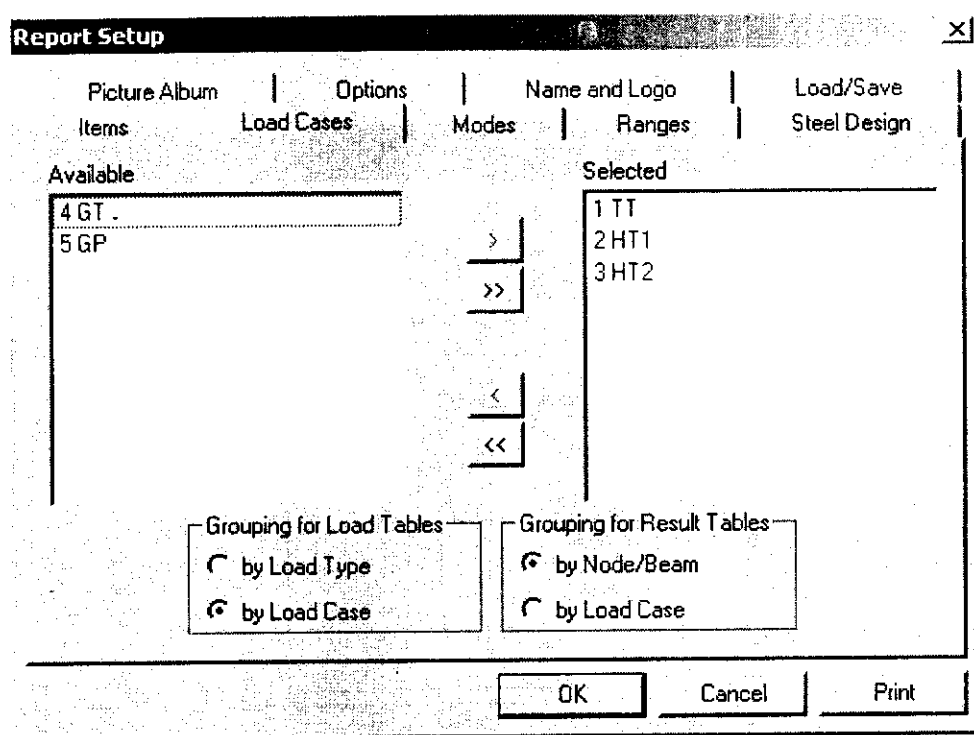 Report Setup
Picture Album Options Name and Logo Load/Save
Items Load Cases Modes Ranges Steel Design
Available Selected
4 GT .
5 GP
1 TT
2 HT1
3 HT2
>
>>
<
<<
Grouping for Load Tables
by Load Type
by Load Case
Grouping for Result Tables
by Node/Beam
by Load Case
OK Cancel Print